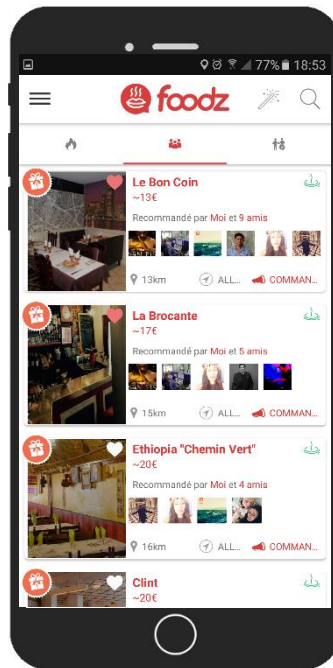 77% 18:53
foodz
Le Bon Coin
~13€
Recommandé par Moi et 9 amis
13km ALL... COMMAN...
La Brocante
~17€
Recommandé par Moi et 5 amis
15km ALL... COMMAN...
Ethiopia "Chemin Vert"
~20€
Recommandé par Moi et 4 amis
16km ALL... COMMAN...
Clint
~20€